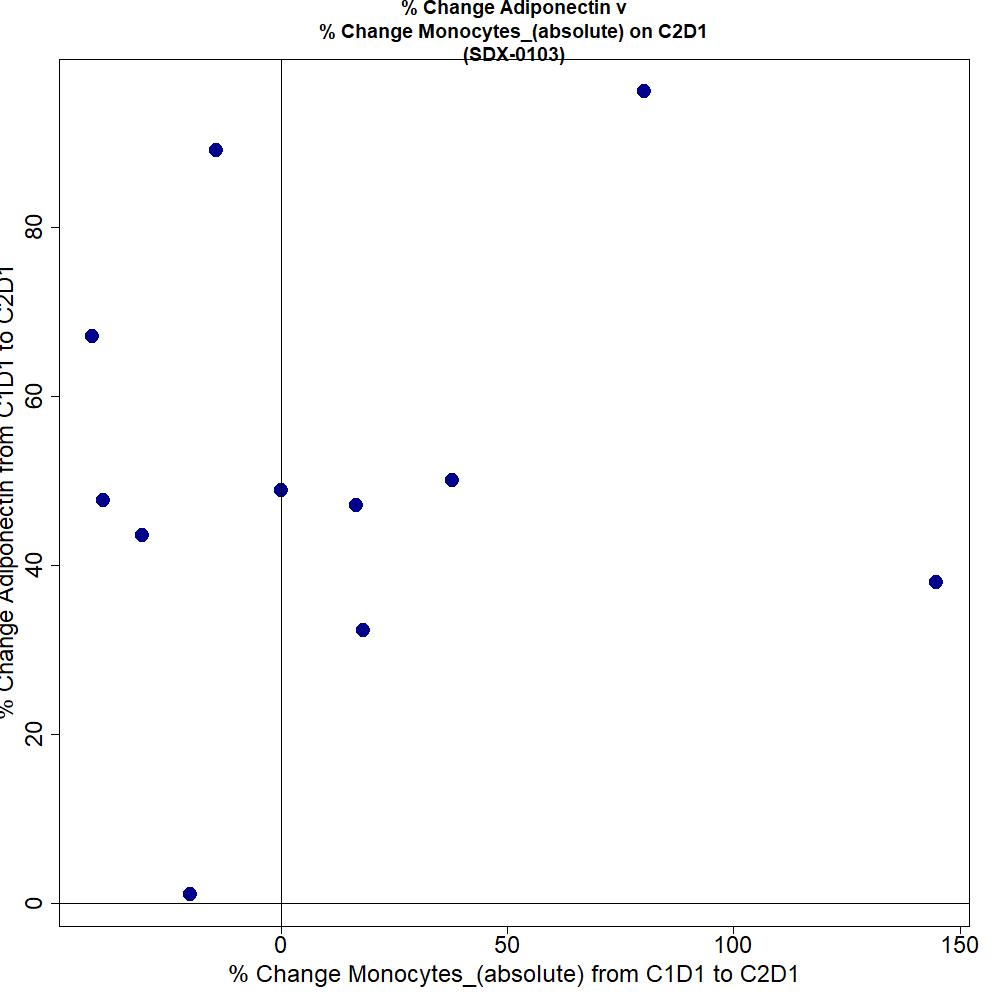 % Change Adiponectin v
% Change Monocytes_(absolute) on C2D1
(SDX-0103)
% Change Adiponectin from C1D1 to C2D1
80
60
40
20
0
0
50
100
150
% Change Monocytes_(absolute) from C1D1 to C2D1